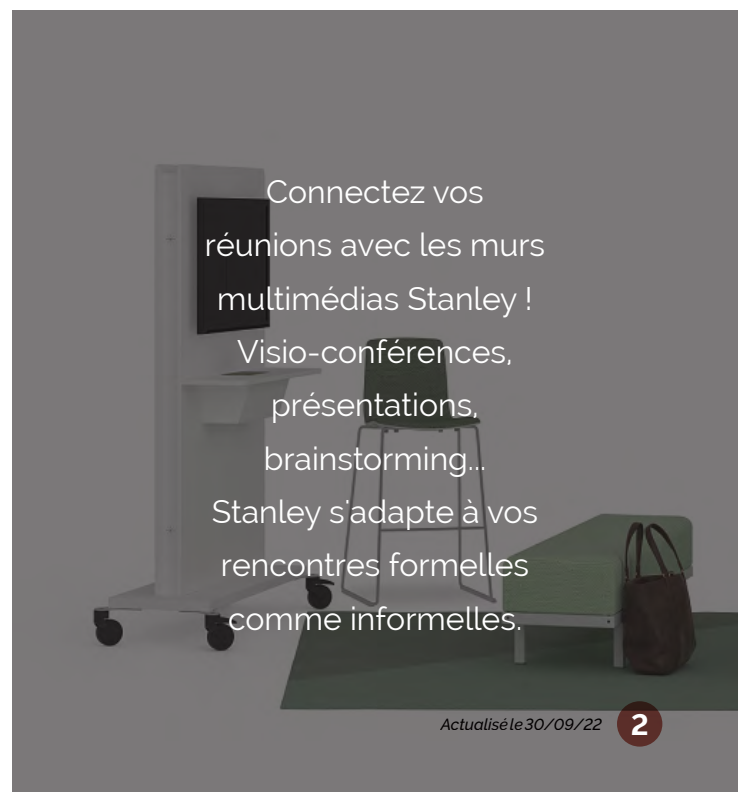 Connectez vos
réunions avec les murs
multimédias Stanley !
Visio-conférences,
présentations,
brainstorming...
Stanley s'adapte à vos
rencontres formelles
comme informelles.
Actualisé le 30/09/22 2